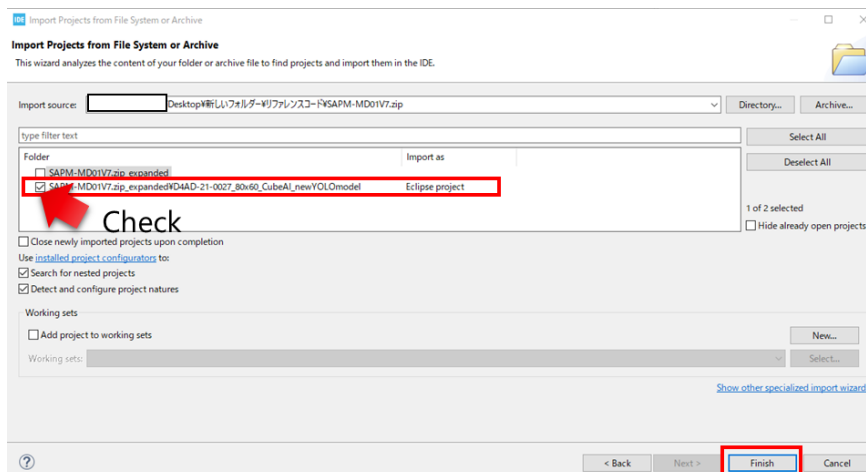 IDE Import Projects from File System or Archive
Import Projects from File System or Archive
This wizard analyzes the content of your folder or archive file to find projects and import them in the IDE.
Import source: Desktop¥新しいフォルダー¥リファレンスコード¥SAPM-MD01V7.zip Directory... Archive...
type filter text Select All
Folder Import as Deselect All
SAPM-MD01V7.zip_expanded
SAPM-MD01V7.zip_expanded¥D4AD-21-0027_80x60_CubeAI_newYOLOmodel Eclipse project
1 of 2 selected
Check
Hide already open projects
Close newly imported projects upon completion
Use installed project configurators to:
Search for nested projects
Detect and configure project natures
Working sets
Add project to working sets New...
Working sets: Select...
Show other specialized import wizard
? < Back Next > Finish Cancel